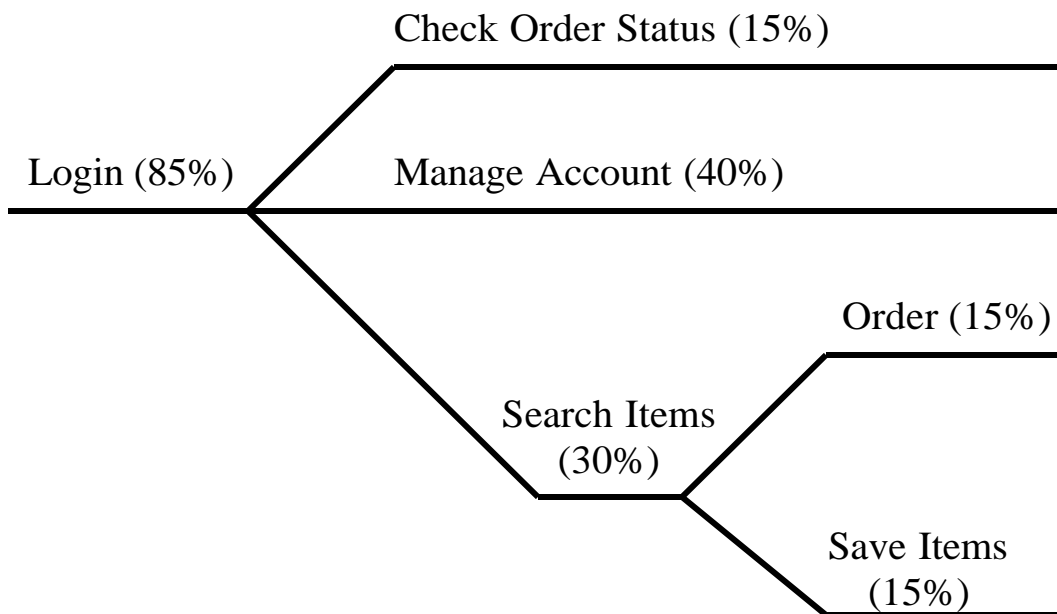 Check Order Status (15%)
Login (85%)
Manage Account (40%)
Order (15%)
Search Items
(30%)
Save Items
(15%)